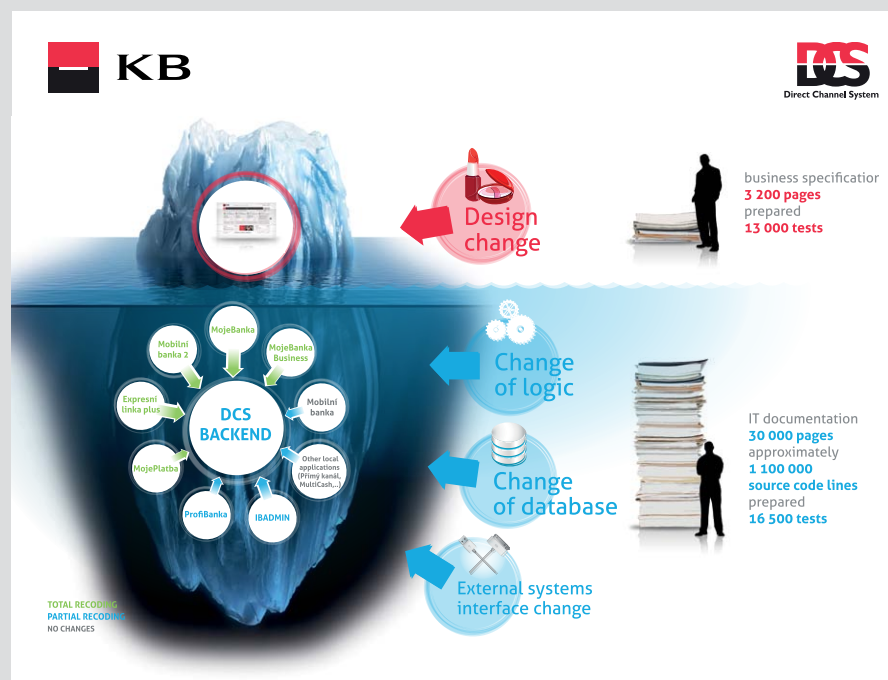 KB
DCS
Direct Channel System
Design
change
business specificatior
3 200 pages
prepared
13 000 tests
MojeBanka
Mobilní
banka 2
MojeBanka
Business
Expresní
linka plus
DCS
BACKEND
Mobilní
banka
MojePlatba
Other local
applications
(Přímý kanál,
MultiCash,..)
ProfiBanka
IBADMIN
Change
of logic
Change
of database
External systems
interface change
IT documentation
30 000 pages
approximately
1 100 000
source code lines
prepared
16 500 tests
TOTAL RECODING
PARTIAL RECODING
NO CHANGES